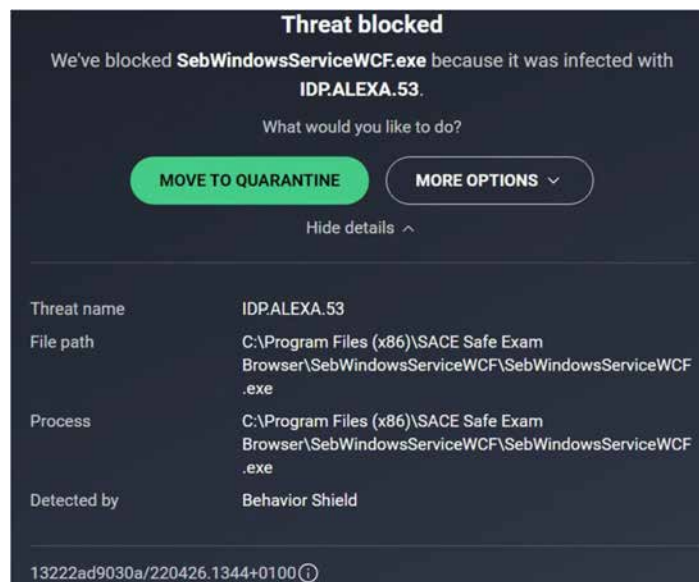 Threat blocked
We've blocked SebWindowsServiceWCF.exe because it was infected with
IDP.ALEXA.53.
What would you like to do?
MOVE TO QUARANTINE
MORE OPTIONS
Hide details
Threat name IDP.ALEXA.53
File path C:\Program Files (x86)\SACE Safe Exam
Browser\SebWindowsServiceWCF\SebWindowsServiceWCF
.exe
Process C:\Program Files (x86)\SACE Safe Exam
Browser\SebWindowsServiceWCF\SebWindowsServiceWCF
.exe
Detected by Behavior Shield
13222ad9030a/220426.1344+0100